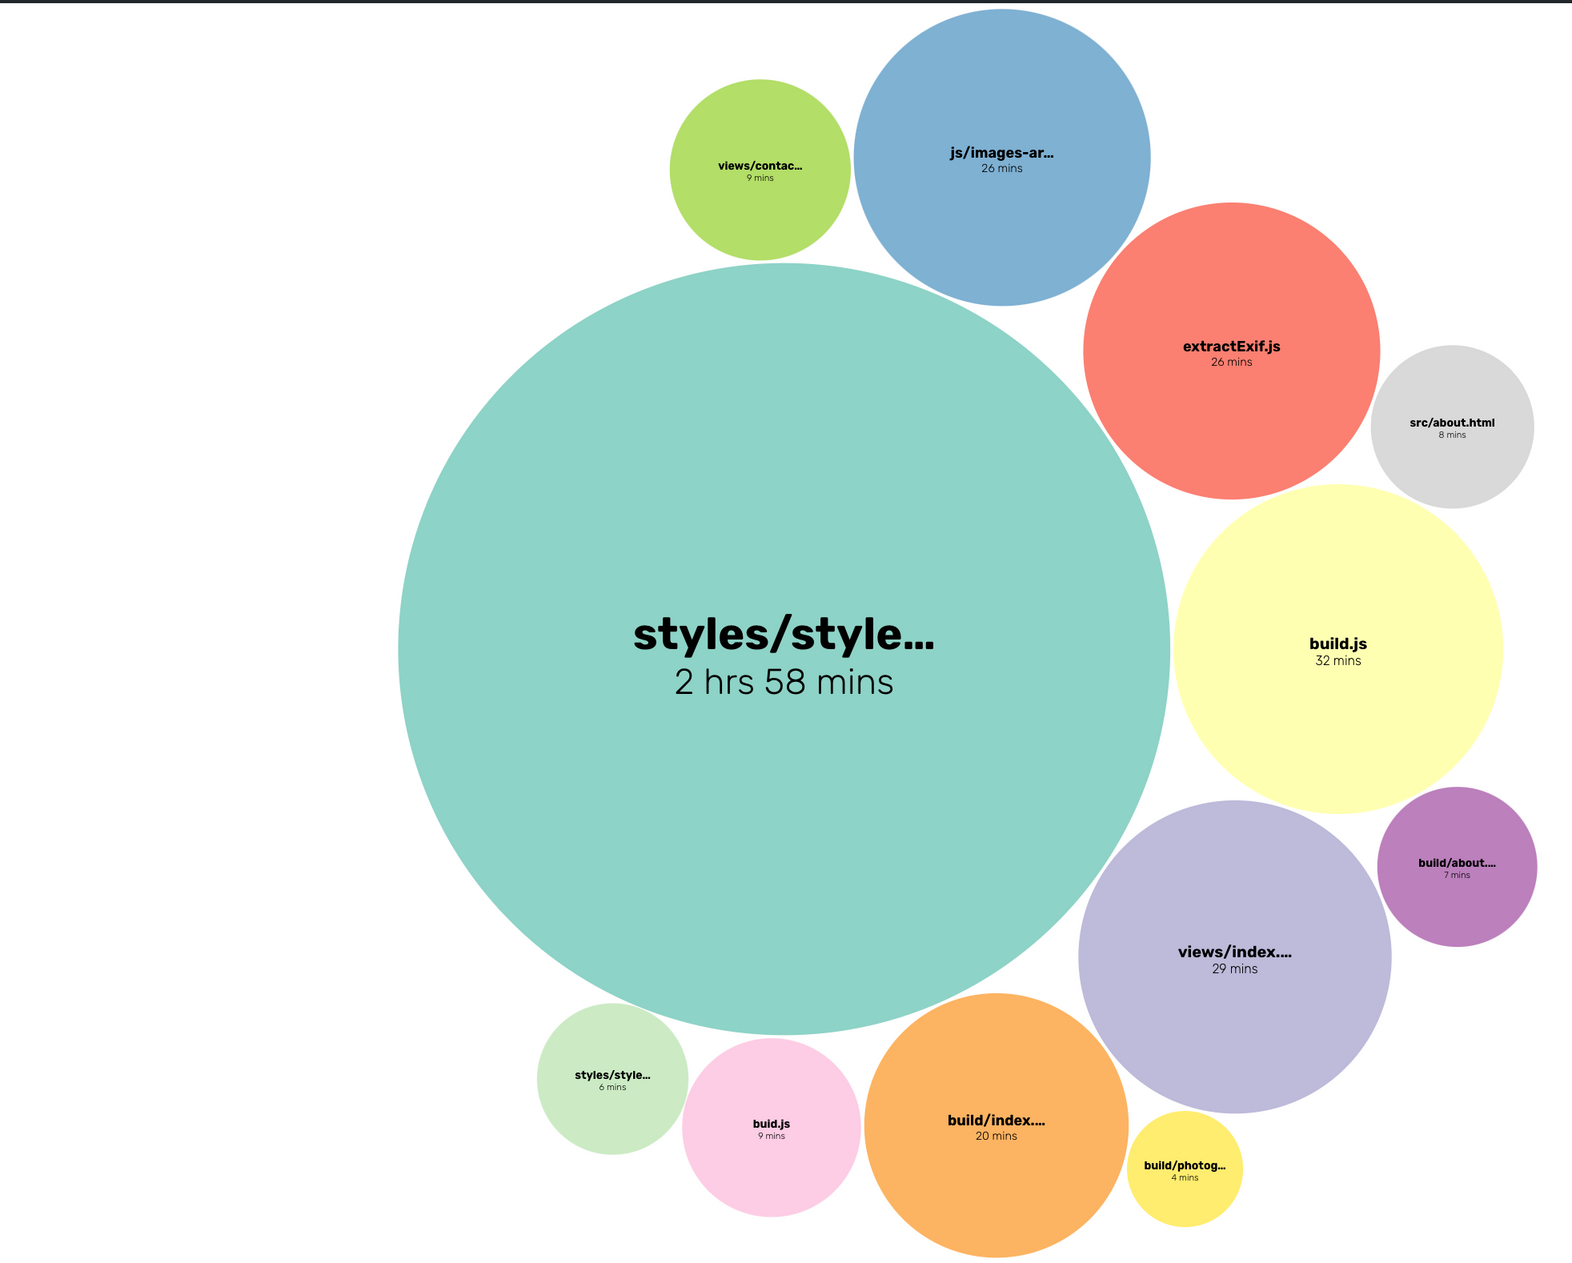 views/contac...
9 mins
js/images-ar...
26 mins
extractExif.js
26 mins
src/about.html
8 mins
styles/style...
2 hrs 58 mins
build.js
32 mins
build/about....
7 mins
views/index....
29 mins
styles/style...
6 mins
buid.js
9 mins
build/index....
20 mins
build/photog...
4 mins